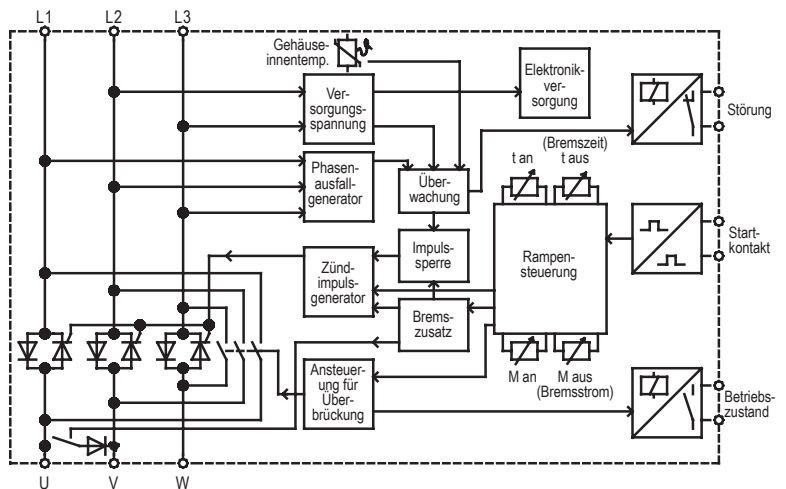 L1
L2
L3
Gehäuse-
innentemp.
Elektronik-
ver-
sorgung
Ver-
sorgungs-
spannung
Störung
(Bremszeit)
t an
t aus
Phasen-
ausfall-
generator
Über-
wachung
Start-
kontakt
Impuls-
sperre
Rampen-
steuerung
Zünd-
impuls-
generator
Brems-
zusatz
M an
M aus
(Bremsstrom)
Ansteuer-
ung für
Über-
brückung
Betriebs-
zustand
U
V
W